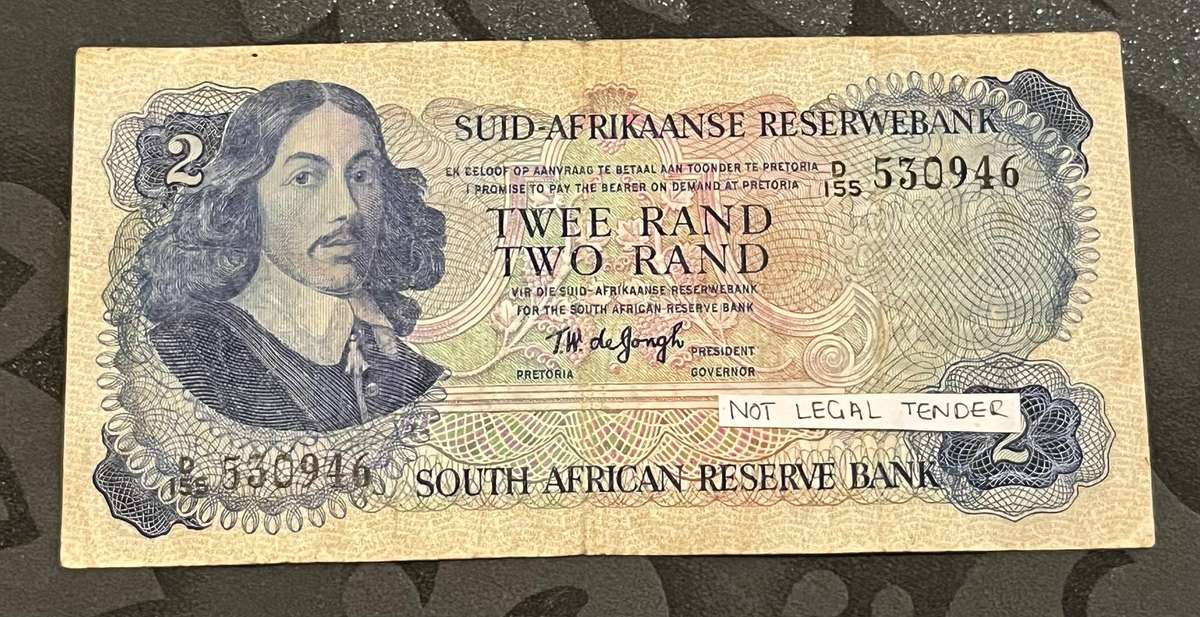 2
SUID-AFRIKAANSE RESERWEBANK
EK BELOOF OP AANVRAAG TE BETAAL AAN TOONDER TE PRETORIA
I PROMISE TO PAY THE BEARER ON DEMAND AT PRETORIA
D/155 530946
TWEE RAND
TWO RAND
VIR DIE SUID-AFRIKAANSE RESERWEBANK
FOR THE SOUTH AFRICAN RESERVE BANK
T.W. de Jongh
PRESIDENT
PRETORIA GOVERNOR
NOT LEGAL TENDER
2
D/155 530946
SOUTH AFRICAN RESERVE BANK